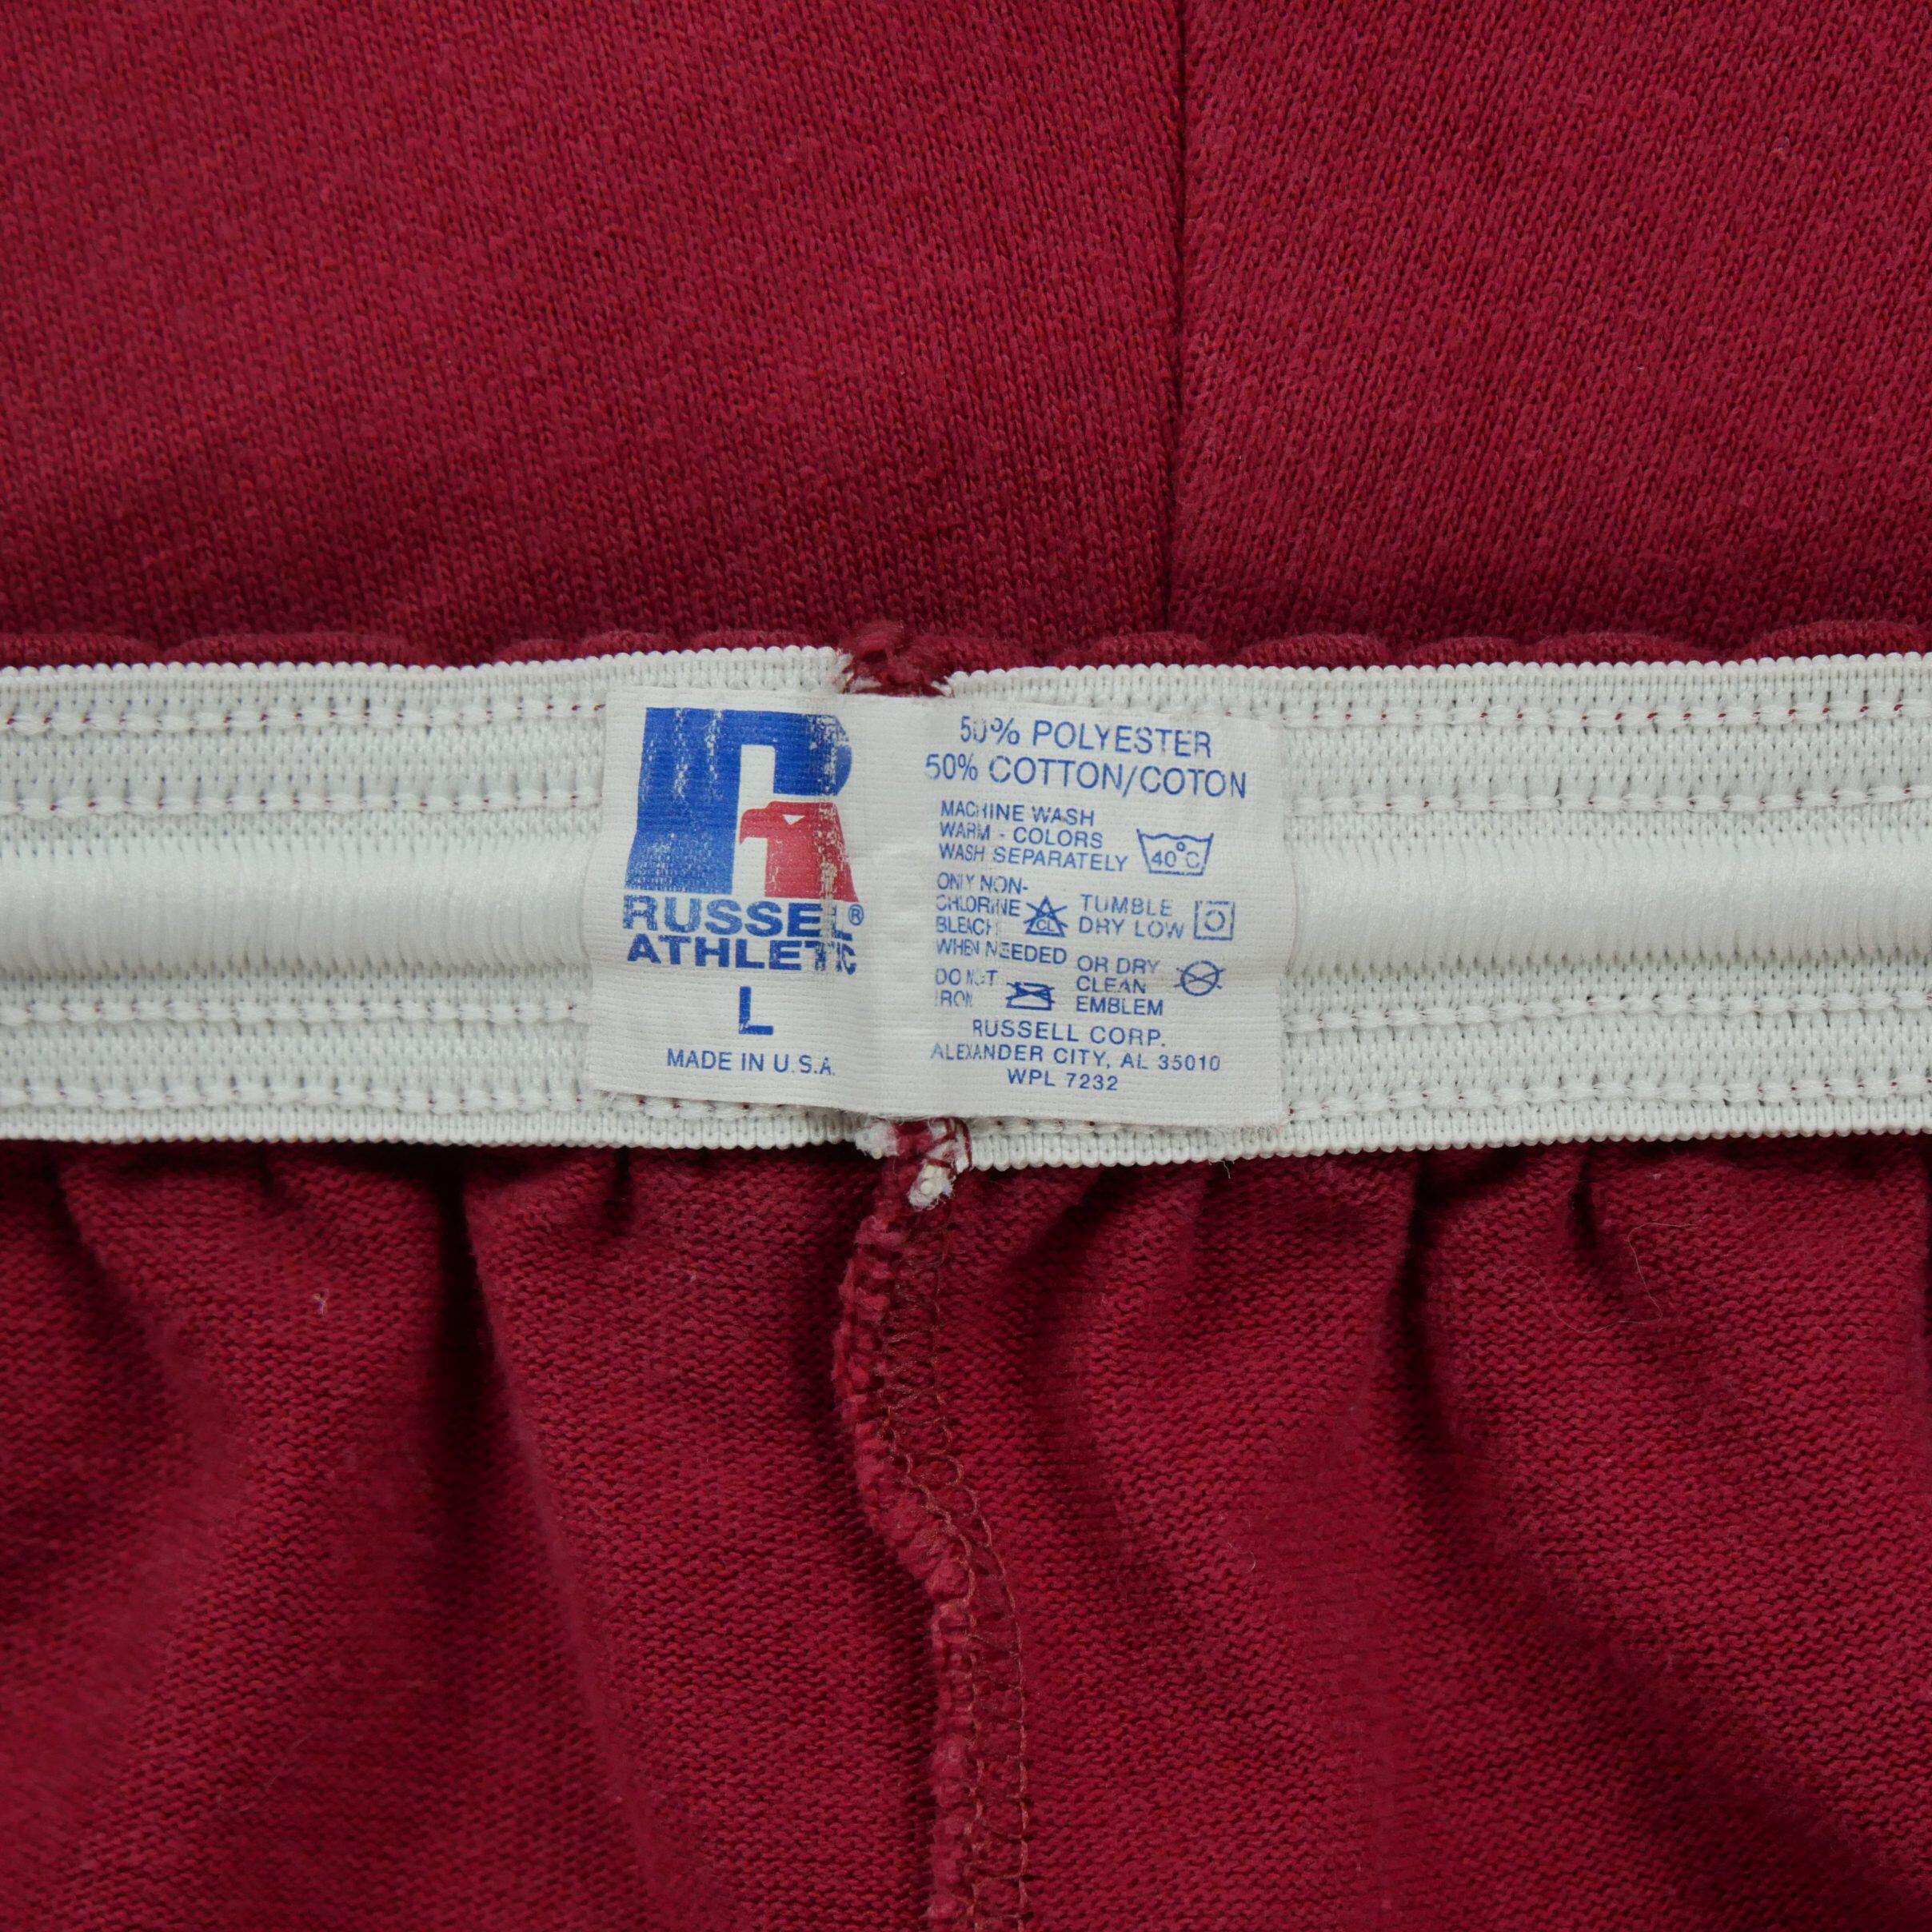 RUSSELL®
ATHLETIC
L
MADE IN U.S.A.
50% POLYESTER
50% COTTON/COTON
MACHINE WASH
WARM - COLORS
WASH SEPARATELY
40°C
ONLY NON-
CHLORINE
BLEACH
WHEN NEEDED
CL
TUMBLE
DRY LOW
DO NOT
IRON
OR DRY
CLEAN
EMBLEM
RUSSELL CORP.
ALEXANDER CITY, AL 35010
WPL 7232